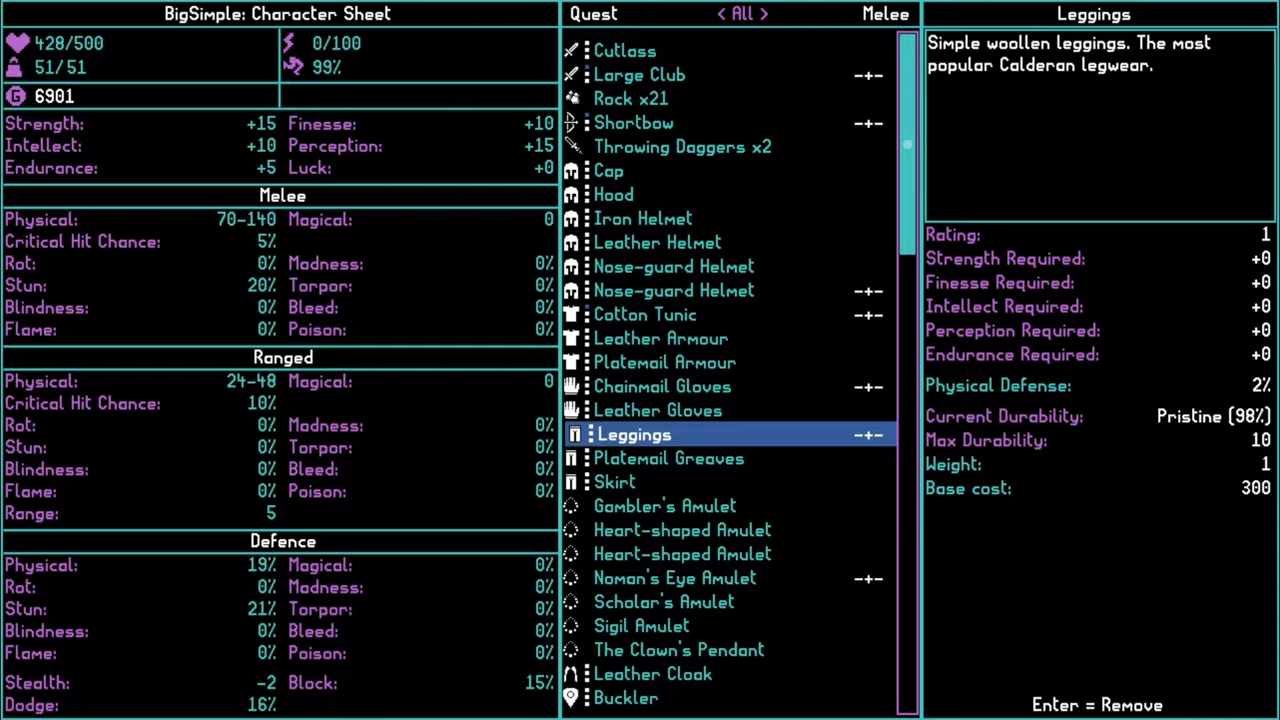 BigSimple: Character Sheet
428/500 0/100
51/51 99%
6901
Strength: +15 Finesse: +10
Intellect: +10 Perception: +15
Endurance: +5 Luck: +0
Melee
Physical: 70-140 Magical: 0
Critical Hit Chance: 5%
Rot: 0% Madness: 0%
Stun: 20% Torpor: 0%
Blindness: 0% Bleed: 0%
Flame: 0% Poison: 0%
Ranged
Physical: 24-48 Magical: 0
Critical Hit Chance: 10%
Rot: 0% Madness: 0%
Stun: 0% Torpor: 0%
Blindness: 0% Bleed: 0%
Flame: 0% Poison: 0%
Range: 5
Defence
Physical: 19% Magical: 0%
Rot: 0% Madness: 0%
Stun: 21% Torpor: 0%
Blindness: 0% Bleed: 0%
Flame: 0% Poison: 0%
Stealth: -2 Block: 15%
Dodge: 16%
Quest < All > Melee
Cutlass
Large Club -+-
Rock x21
Shortbow -+-
Throwing Daggers x2
Cap
Hood
Iron Helmet
Leather Helmet
Nose-guard Helmet
Nose-guard Helmet -+-
Cotton Tunic -+-
Leather Armour
Platemail Armour
Chainmail Gloves -+-
Leather Gloves
Leggings -+-
Platemail Greaves
Skirt
Gambler's Amulet
Heart-shaped Amulet
Heart-shaped Amulet
Noman's Eye Amulet -+-
Scholar's Amulet
Sigil Amulet
The Clown's Pendant
Leather Cloak
Buckler
Leggings
Simple woollen leggings. The most
popular Calderan legwear.
Rating: 1
Strength Required: +0
Finesse Required: +0
Intellect Required: +0
Perception Required: +0
Endurance Required: +0
Physical Defense: 2%
Current Durability: Pristine (98%)
Max Durability: 10
Weight: 1
Base cost: 300
Enter = Remove